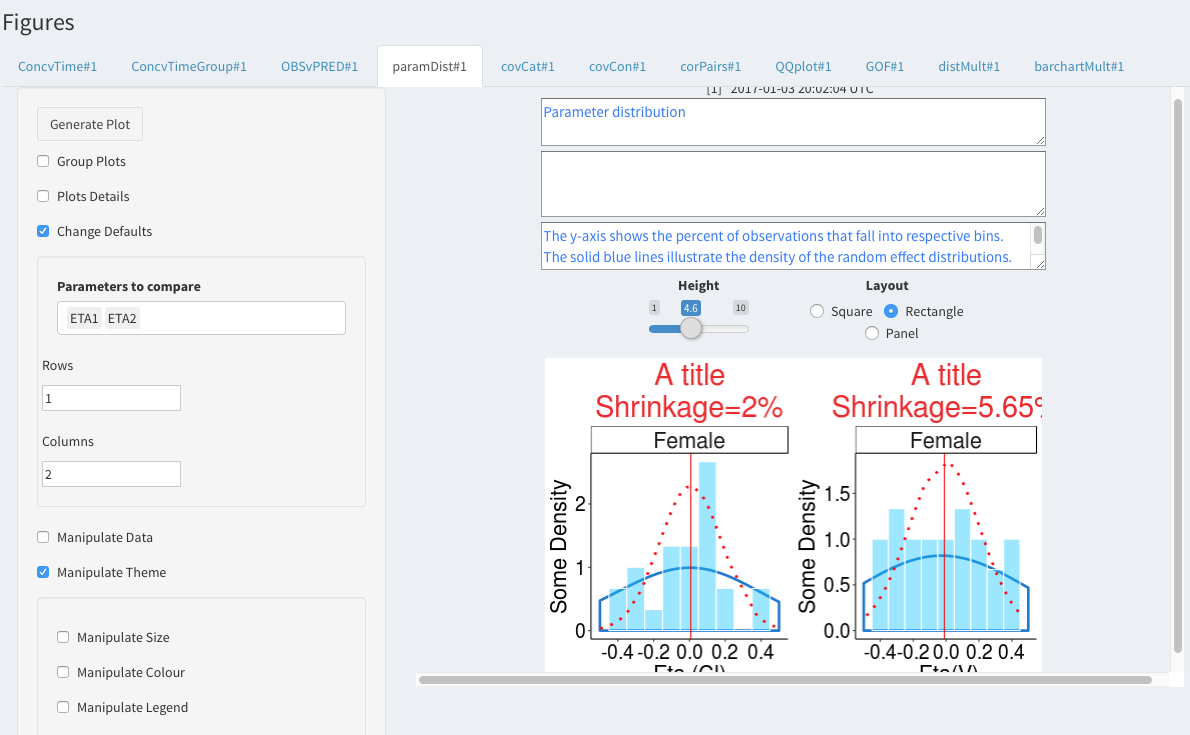 Figures
ConcvTime#1 ConcvTimeGroup#1 OBSvPRED#1 paramDist#1 covCat#1 covCon#1 corPairs#1 QQplot#1 GOF#1 distMult#1 barchartMult#1
Generate Plot
Group Plots
Plots Details
Change Defaults
Parameters to compare
ETA1 ETA2
Rows
1
Columns
2
Manipulate Data
Manipulate Theme
Manipulate Size
Manipulate Colour
Manipulate Legend
[1] 2017-01-03 20:02:04 UTC
Parameter distribution
The y-axis shows the percent of observations that fall into respective bins.
The solid blue lines illustrate the density of the random effect distributions.
Height
1 4.6 10
Layout
Square Rectangle
Panel
A title
Shrinkage=2%
Female
Some Density
2
1
0
-0.4 -0.2 0.0 0.2 0.4
Eta (Cl)
A title
Shrinkage=5.65%
Female
Some Density
1.5
1.0
0.5
0.0
-0.4 -0.2 0.0 0.2 0.4
Eta(V)